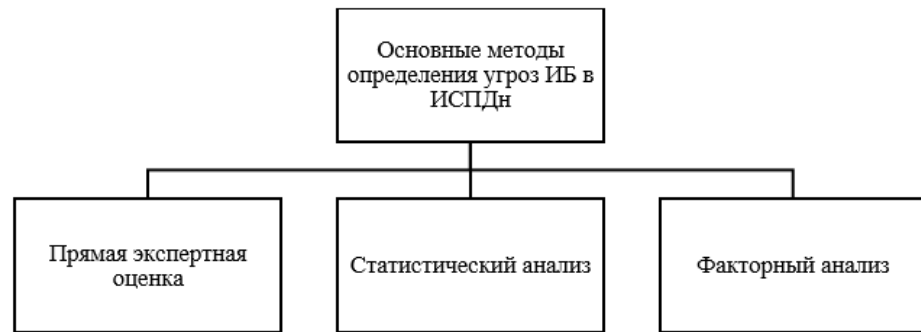 Основные методы
определения угроз ИБ в
ИСПДн
Прямая экспертная
оценка
Статистический анализ
Факторный анализ